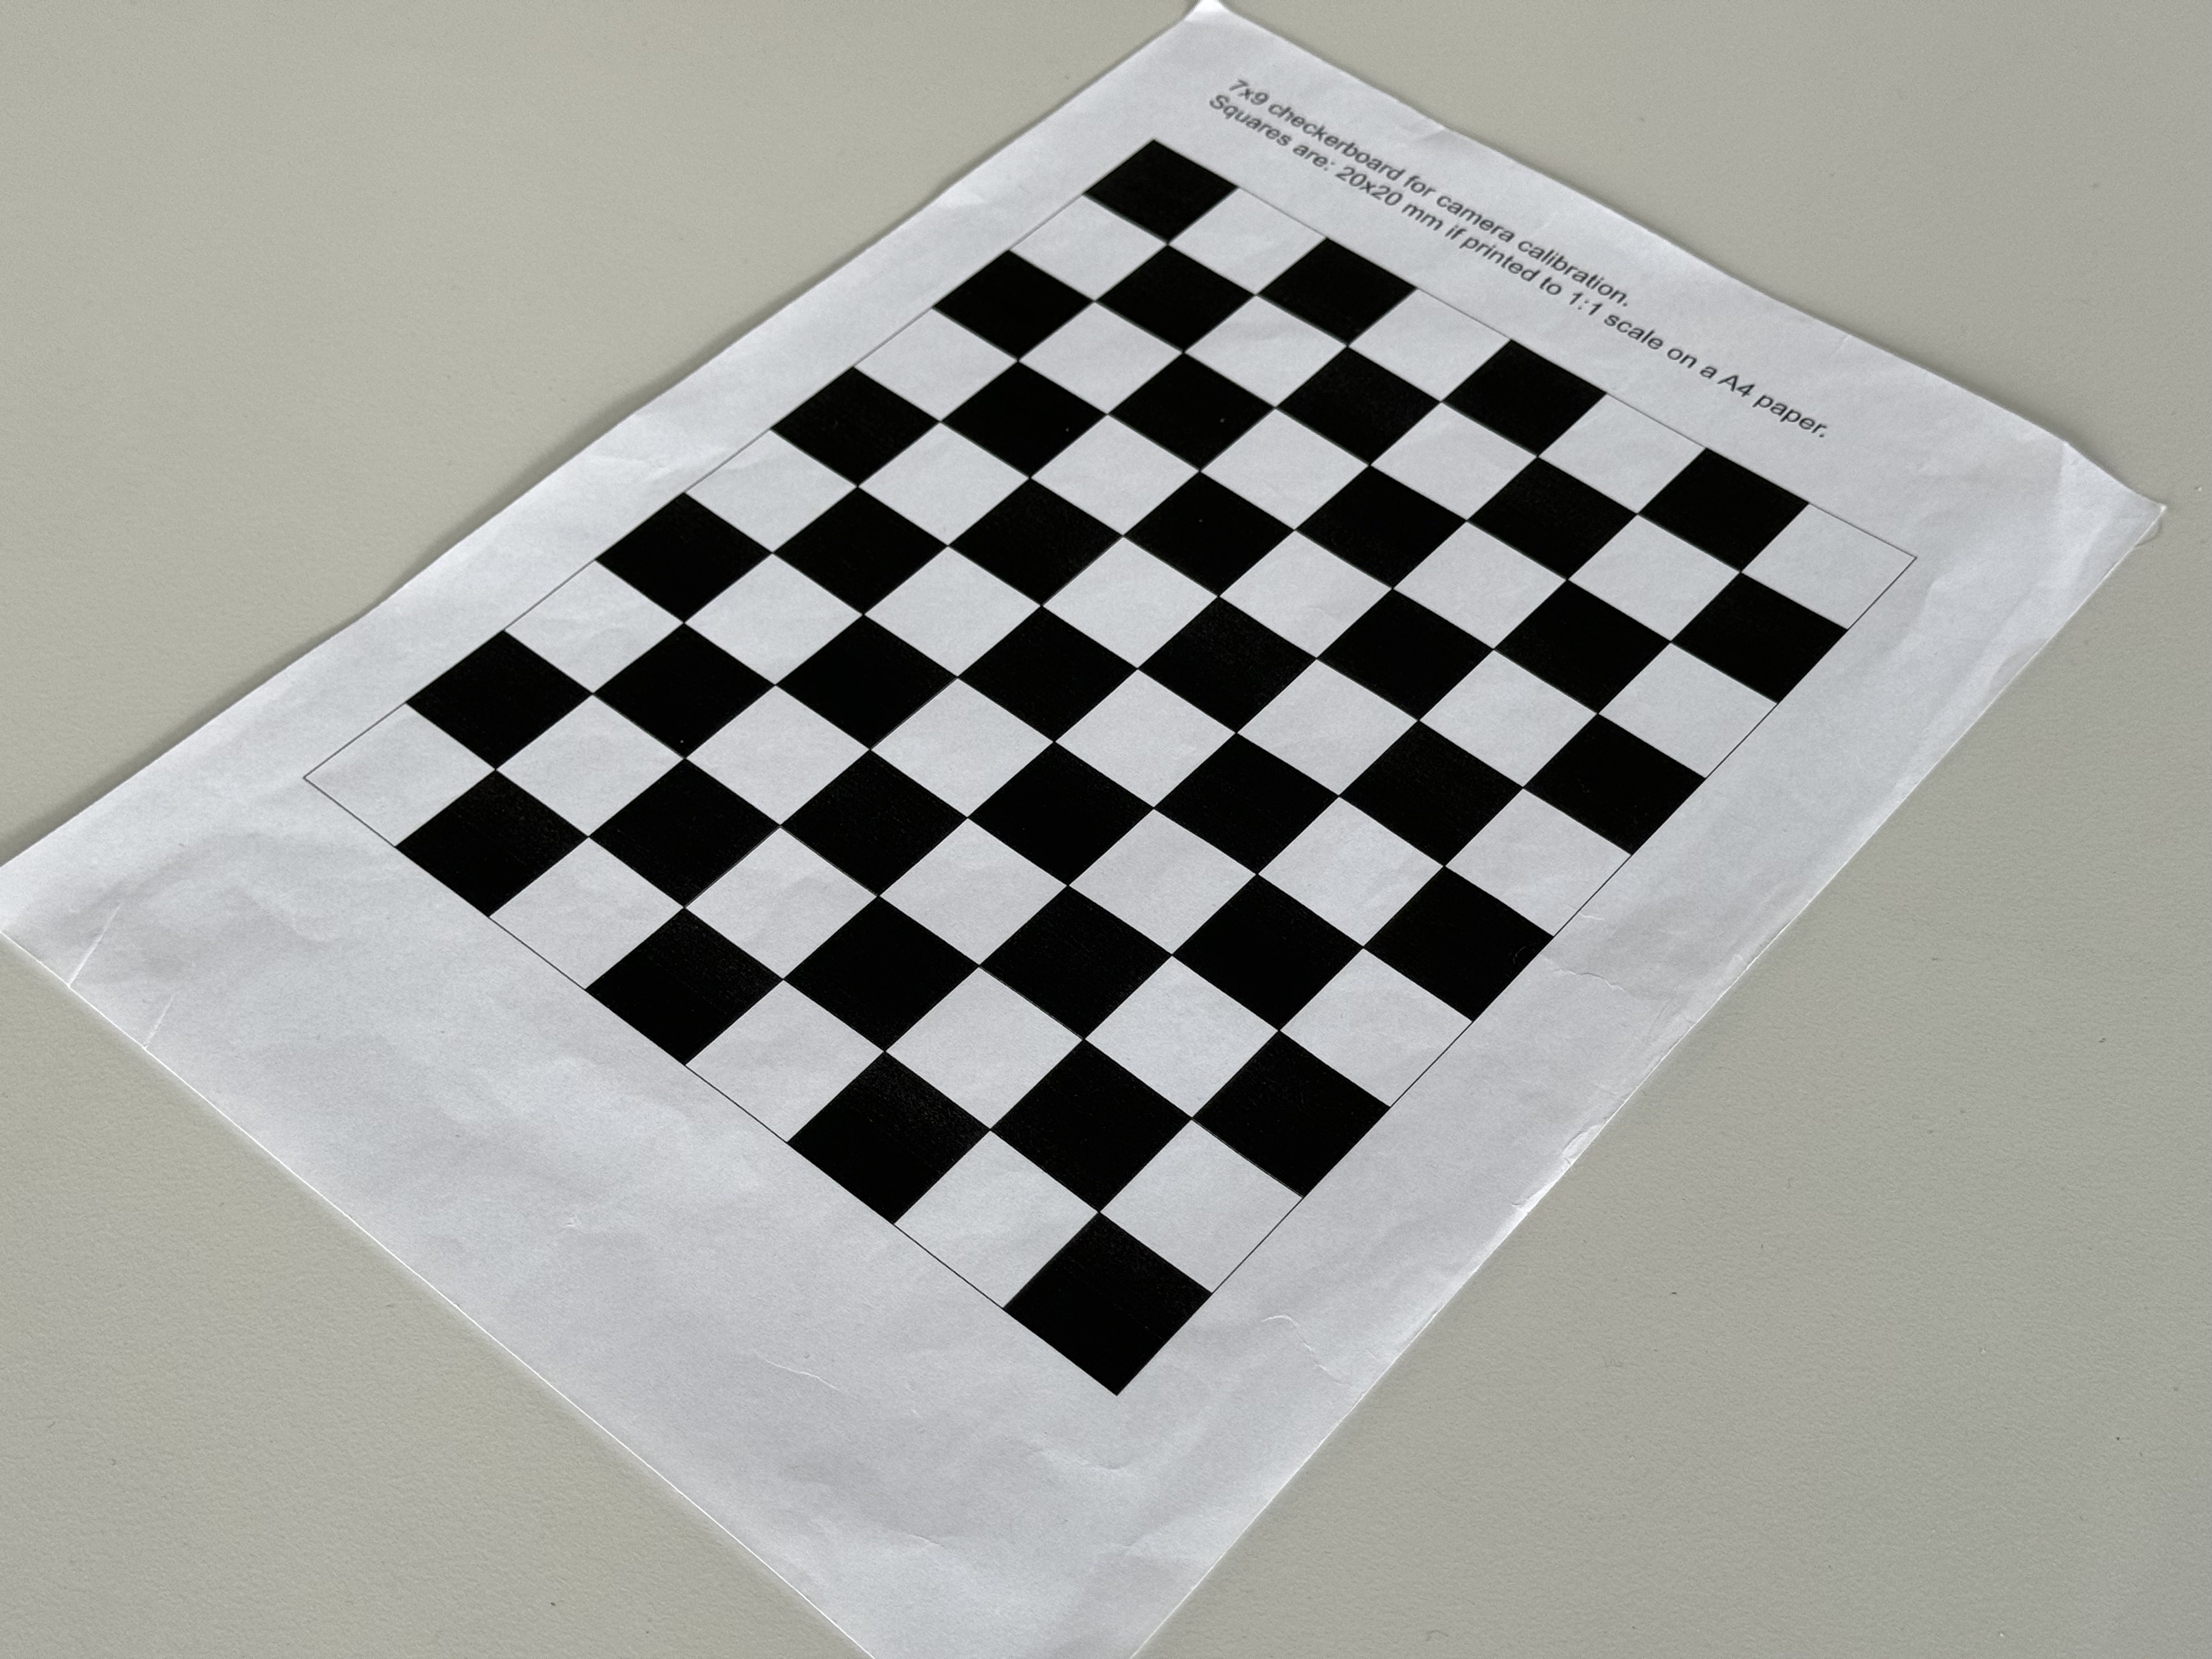 7x9 checkerboard for camera calibration.
Squares are: 20x20 mm if printed to 1:1 scale on a A4 paper.